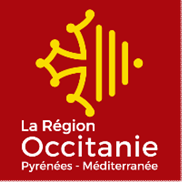 La Région
Occitanie
Pyrénées - Méditerranée